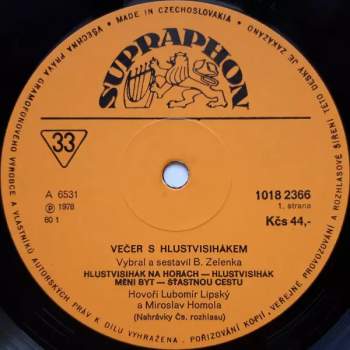 MADE IN CZECHOSLOVAKIA
VŠECHNA PRÁVA GRAMOFONOVÉHO VÝROBCE A VLASTNÍKŮ AUTORSKÝCH PRÁV K DÍLU VYHRAŽENA. POŘIZOVÁNÍ KOPIÍ, VEŘEJNÉ PROVOZOVÁNÍ A ROZHLASOVÉ ŠÍŘENÍ TÉTO DESKY JE ZAKÁZÁNO
SUPRAPHON
33
A 6531
℗ 1978
60 1
1018 2366
1. strana
Kčs 44,-
VEČER S HLUSTVISIHÁKEM
Vybral a sestavil B. Zelenka
HLUSTVISIHÁK NA HORÁCH — HLUSTVISIHÁK
MĚNÍ BYT — ŠŤASTNOU CESTU
Hovoří Lubomír Lipský
a Miroslav Homola
(Nahrávky Čs. rozhlasu)